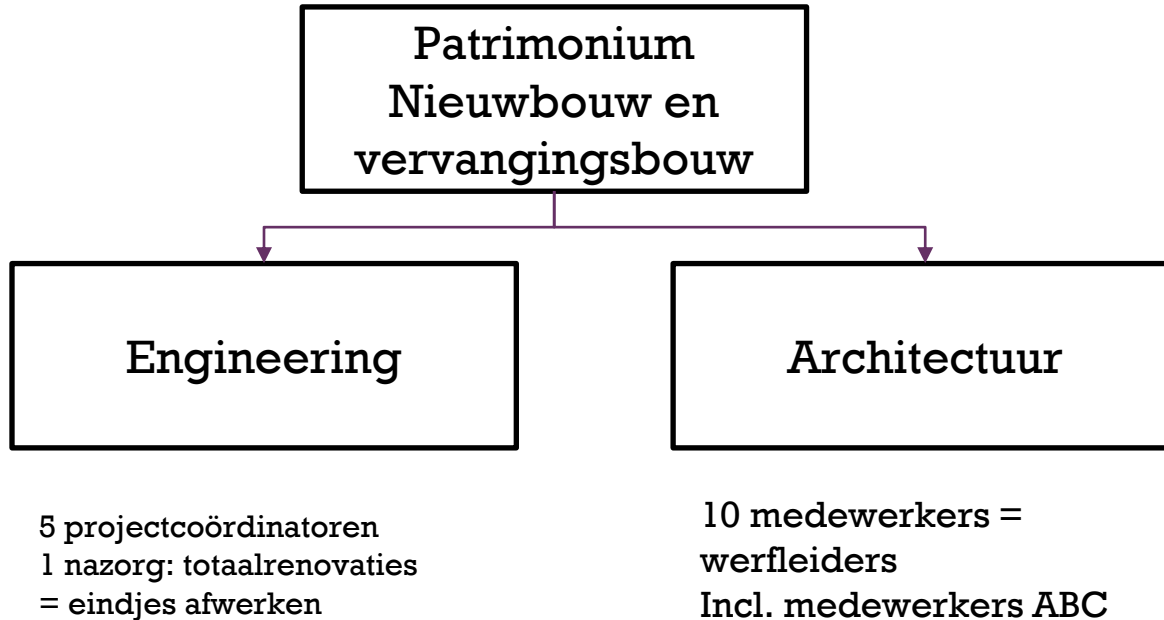 Patrimonium
Nieuwbouw en
vervangingsbouw
Engineering
Architectuur
5 projectcoördinatoren
1 nazorg: totaalrenovaties
= eindjes afwerken
10 medewerkers =
werfleiders
Incl. medewerkers ABC